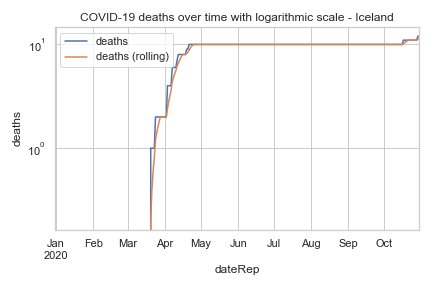 COVID-19 deaths over time with logarithmic scale - Iceland
deaths
deaths (rolling)
10¹
10⁰
deaths
Jan Feb Mar Apr May Jun Jul Aug Sep Oct
2020
dateRep